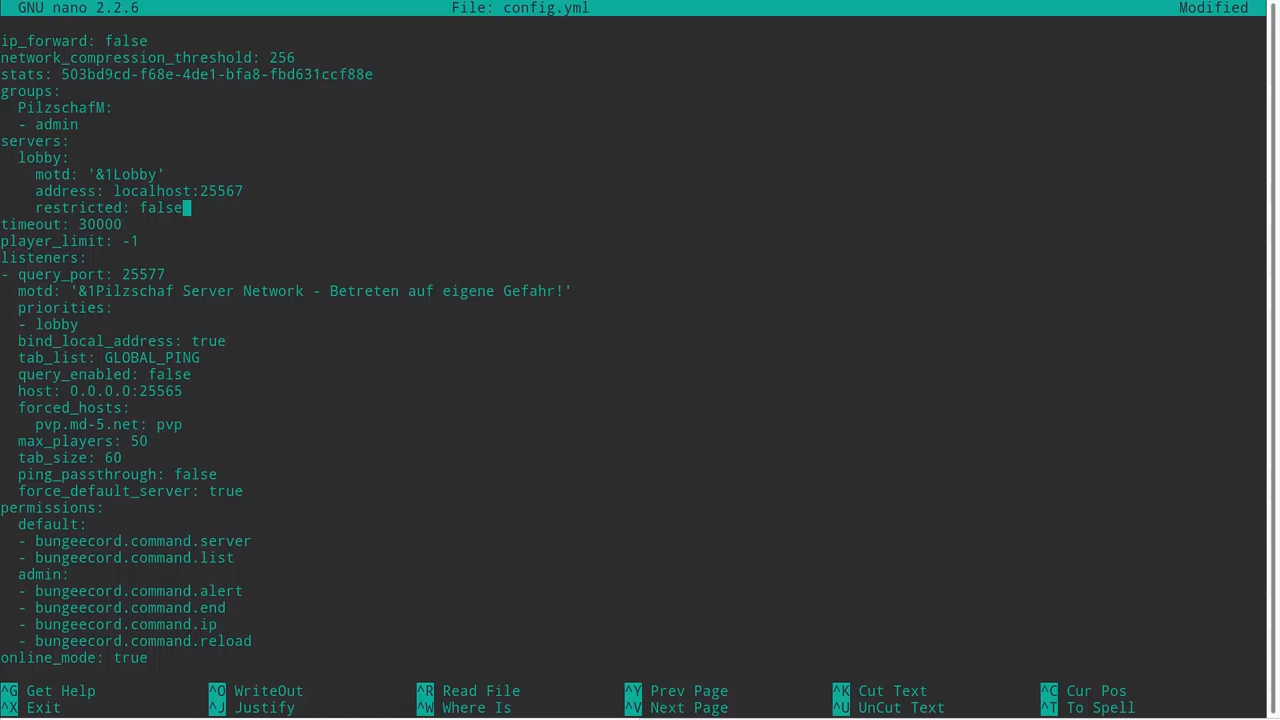 GNU nano 2.2.6 File: config.yml Modified
ip_forward: false
network_compression_threshold: 256
stats: 503bd9cd-f68e-4de1-bfa8-fbd631ccf88e
groups:
  PilzschafM:
  - admin
servers:
  lobby:
    motd: '&1Lobby'
    address: localhost:25567
    restricted: false
timeout: 30000
player_limit: -1
listeners:
- query_port: 25577
  motd: '&1Pilzschaf Server Network - Betreten auf eigene Gefahr!'
  priorities:
  - lobby
  bind_local_address: true
  tab_list: GLOBAL_PING
  query_enabled: false
  host: 0.0.0.0:25565
  forced_hosts:
    pvp.md-5.net: pvp
  max_players: 50
  tab_size: 60
  ping_passthrough: false
  force_default_server: true
permissions:
  default:
  - bungeecord.command.server
  - bungeecord.command.list
  admin:
  - bungeecord.command.alert
  - bungeecord.command.end
  - bungeecord.command.ip
  - bungeecord.command.reload
online_mode: true
^G Get Help ^O WriteOut ^R Read File ^Y Prev Page ^K Cut Text ^C Cur Pos
^X Exit ^J Justify ^W Where Is ^V Next Page ^U UnCut Text ^T To Spell